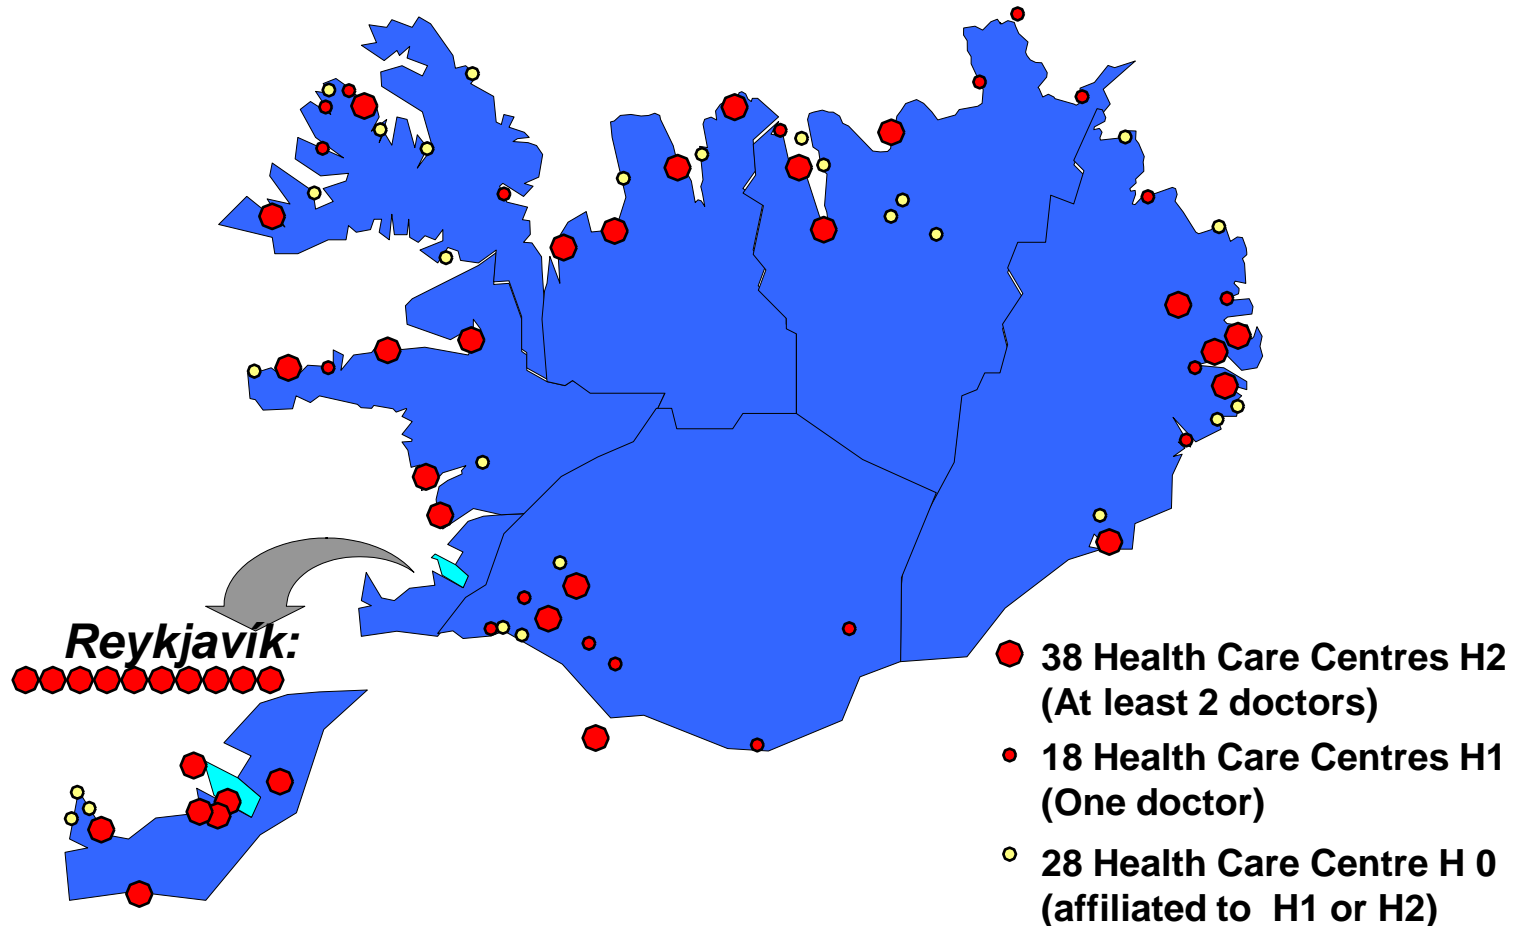 Reykjavík:
38 Health Care Centres H2
(At least 2 doctors)
18 Health Care Centres H1
(One doctor)
28 Health Care Centre H 0
(affiliated to H1 or H2)